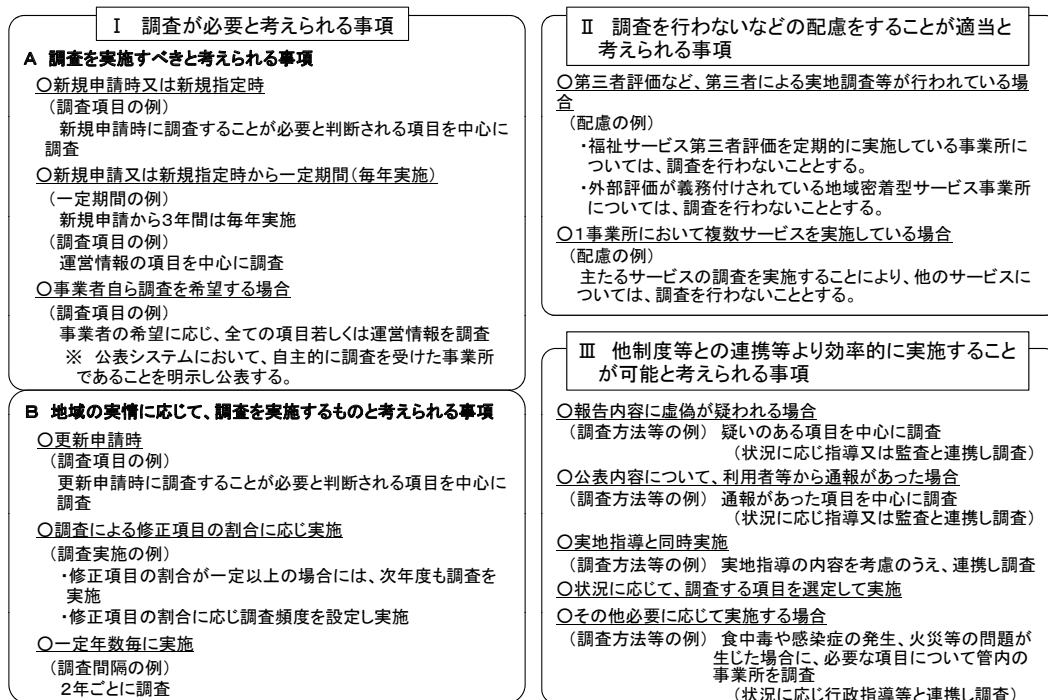 Ⅰ　調査が必要と考えられる事項
A　調査を実施すべきと考えられる事項
○新規申請時又は新規指定時
（調査項目の例）
新規申請時に調査することが必要と判断される項目を中心に
調査
○新規申請又は新規指定時から一定期間（毎年実施）
（一定期間の例）
新規申請から3年間は毎年実施
（調査項目の例）
運営情報の項目を中心に調査
○事業者自ら調査を希望する場合
（調査項目の例）
事業者の希望に応じ、全ての項目若しくは運営情報を調査
※　公表システムにおいて、自主的に調査を受けた事業所
であることを明示し公表する。
B　地域の実情に応じて、調査を実施するものと考えられる事項
○更新申請時
（調査項目の例）
更新申請時に調査することが必要と判断される項目を中心に
調査
○調査による修正項目の割合に応じ実施
（調査実施の例）
・修正項目の割合が一定以上の場合には、次年度も調査を
実施
・修正項目の割合に応じ調査頻度を設定し実施
○一定年数毎に実施
（調査間隔の例）
2年ごとに調査
Ⅱ　調査を行わないなどの配慮をすることが適当と
考えられる事項
○第三者評価など、第三者による実地調査等が行われている場
合
（配慮の例）
・福祉サービス第三者評価を定期的に実施している事業所に
ついては、調査を行わないこととする。
・外部評価が義務付けされている地域密着型サービス事業所
については、調査を行わないこととする。
○1事業所において複数サービスを実施している場合
（配慮の例）
主たるサービスの調査を実施することにより、他のサービスに
ついては、調査を行わないこととする。
Ⅲ　他制度等との連携等より効率的に実施すること
が可能と考えられる事項
○報告内容に虚偽が疑われる場合
（調査方法等の例）　疑いのある項目を中心に調査
（状況に応じ指導又は監査と連携し調査）
○公表内容について、利用者等から通報があった場合
（調査方法等の例）　通報があった項目を中心に調査
（状況に応じ指導又は監査と連携し調査）
○実地指導と同時実施
（調査方法等の例）　実地指導の内容を考慮のうえ、連携し調査
○状況に応じて、調査する項目を選定して実施
○その他必要に応じて実施する場合
（調査方法等の例）　食中毒や感染症の発生、火災等の問題が
生じた場合に、必要な項目について管内の
事業所を調査
（状況に応じ行政指導等と連携し調査）